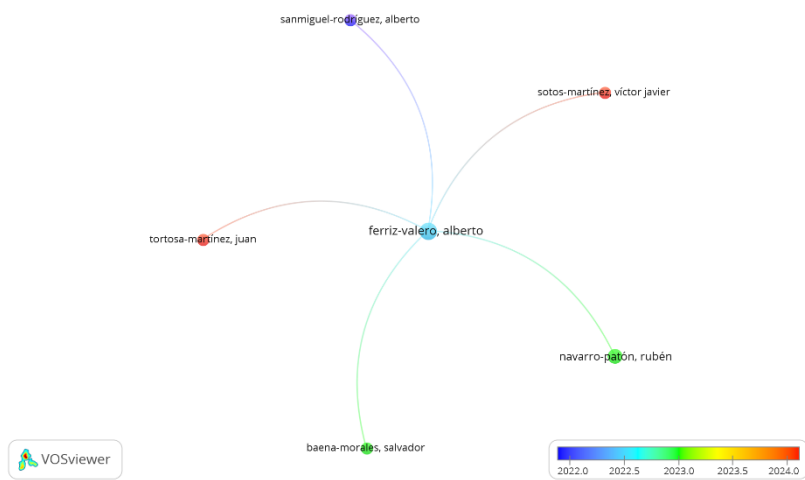 sanmiguel-rodríguez, alberto
sotos-martínez, víctor javier
ferriz-valero, alberto
tortosa-martínez, juan
navarro-patón, rubén
baena-morales, salvador
VOSviewer
2022.0 2022.5 2023.0 2023.5 2024.0